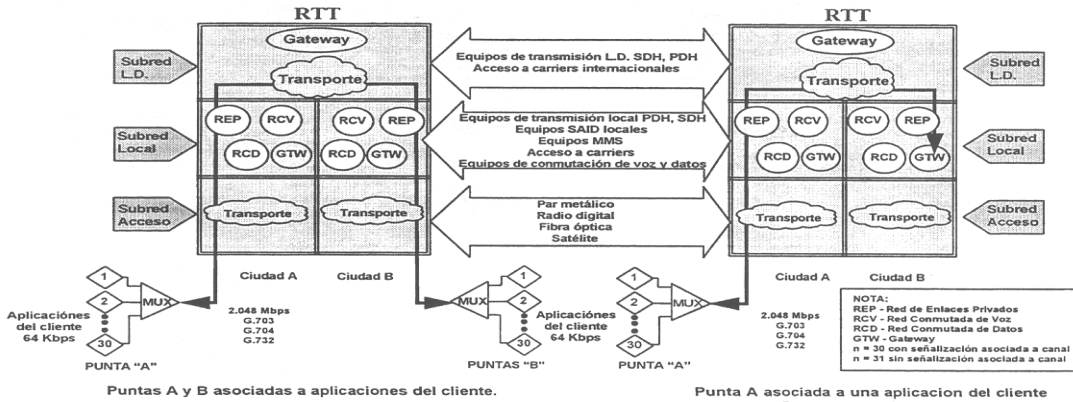 RTT
Gateway
Transporte
Subred
L.D.
REP
RCV
RCV
REP
RCD
GTW
RCD
GTW
Subred
Local
Transporte
Transporte
Subred
Acceso
Equipos de transmisión L.D. SDH, PDH
Acceso a carriers internacionales
Equipos de transmisión local PDH, SDH
Equipos SAID locales
Equipos MMS
Acceso a carriers
Equipos de conmutación de voz y datos
Par metálico
Radio digital
Fibra óptica
Satélite
RTT
Gateway
Transporte
Subred
L.D.
REP
RCV
RCV
REP
RCD
GTW
RCD
GTW
Subred
Local
Transporte
Transporte
Subred
Acceso
Ciudad A
Ciudad B
1
2
30
MUX
Aplicaciónes
del cliente
64 Kbps
PUNTA "A"
2.048 Mbps
G.703
G.704
G.732
MUX
1
2
30
PUNTAS "B"
Aplicaciónes
del cliente
64 Kbps
1
2
30
MUX
PUNTA "A"
Ciudad A
Ciudad B
2.048 Mbps
G.703
G.704
G.732
NOTA:
REP - Red de Enlaces Privados
RCV - Red Conmutada de Voz
RCD - Red Conmutada de Datos
GTW - Gateway
n = 30 con señalización asociada a canal
n = 31 sin señalización asociada a canal
Puntas A y B asociadas a aplicaciones del cliente.
Punta A asociada a una aplicacion del cliente